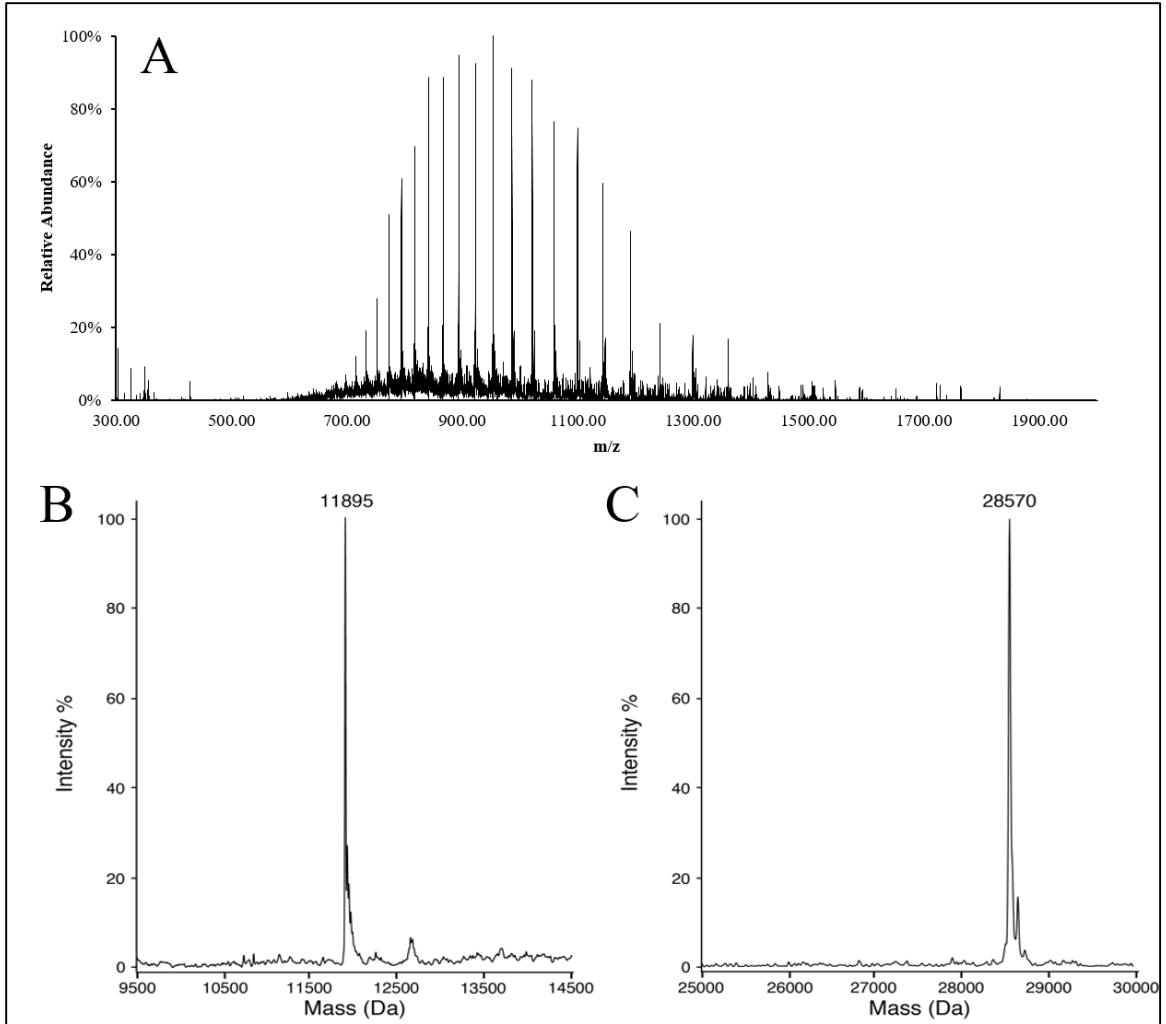 A
100%
80%
60%
40%
20%
0%
Relative Abundance
300.00 500.00 700.00 900.00 1100.00 1300.00 1500.00 1700.00 1900.00
m/z
B
11895
100
80
60
40
20
0
Intensity %
9500 10500 11500 12500 13500 14500
Mass (Da)
C
28570
100
80
60
40
20
0
Intensity %
25000 26000 27000 28000 29000 30000
Mass (Da)